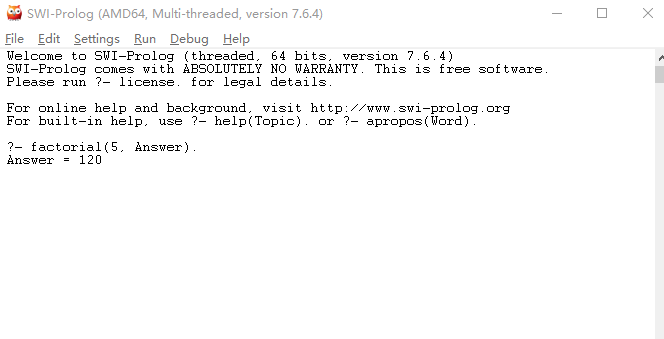 SWI-Prolog (AMD64, Multi-threaded, version 7.6.4)
File Edit Settings Run Debug Help
Welcome to SWI-Prolog (threaded, 64 bits, version 7.6.4)
SWI-Prolog comes with ABSOLUTELY NO WARRANTY. This is free software.
Please run ?- license. for legal details.
For online help and background, visit http://www.swi-prolog.org
For built-in help, use ?- help(Topic). or ?- apropos(Word).
?- factorial(5, Answer).
Answer = 120